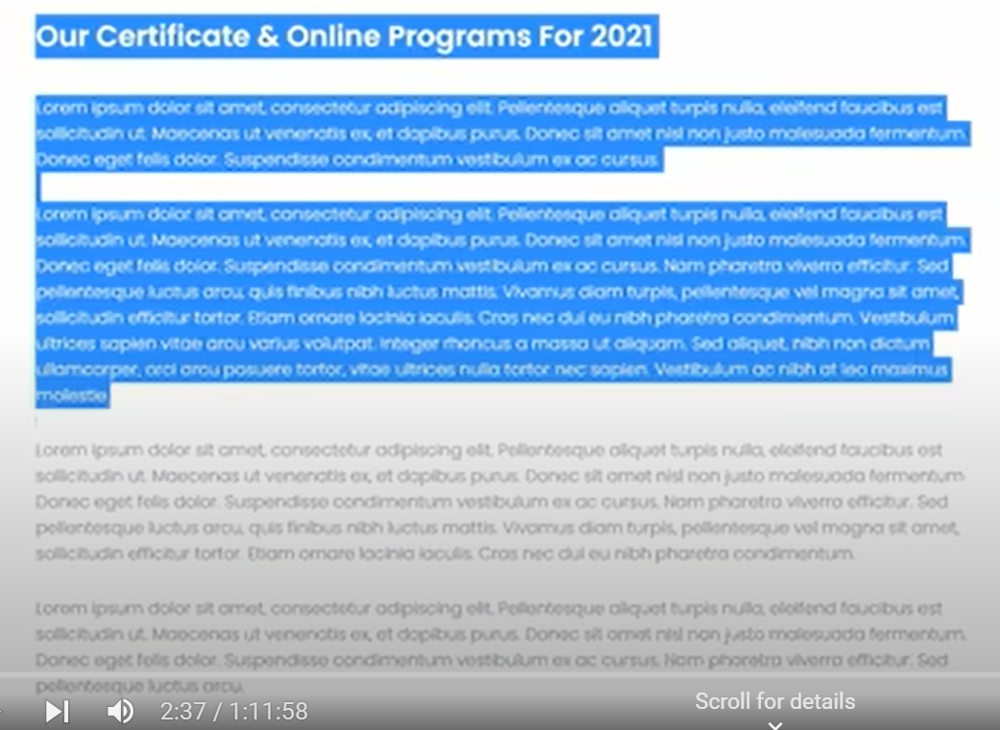 Our Certificate & Online Programs For 2021
Lorem ipsum dolor sit amet, consectetur adipiscing elit. Pellentesque aliquet turpis nulla, eleifend faucibus est
sollicitudin ut. Maecenas ut venenatis ex, et dapibus purus. Donec sit amet nisl non justo malesuada fermentum.
Donec eget felis dolor. Suspendisse condimentum vestibulum ex ac cursus.
Lorem ipsum dolor sit amet, consectetur adipiscing elit. Pellentesque aliquet turpis nulla, eleifend faucibus est
sollicitudin ut. Maecenas ut venenatis ex, et dapibus purus. Donec sit amet nisl non justo malesuada fermentum.
Donec eget felis dolor. Suspendisse condimentum vestibulum ex ac cursus. Nam pharetra viverra efficitur. Sed
pellentesque luctus arcu, quis finibus nibh luctus mattis. Vivamus diam turpis, pellentesque vel magna sit amet,
sollicitudin efficitur tortor. Etiam ornare lacinia iaculis. Cras nec dui eu nibh pharetra condimentum. Vestibulum
ultrices sapien vitae arcu varius volutpat. Integer rhoncus a massa ut aliquam. Sed aliquet, nibh non dictum
ullamcorper, orci arcu posuere tortor, vitae ultrices nulla tortor nec sapien. Vestibulum ac nibh at leo maximus
molestie.
Lorem ipsum dolor sit amet, consectetur adipiscing elit. Pellentesque aliquet turpis nulla, eleifend faucibus est
sollicitudin ut. Maecenas ut venenatis ex, et dapibus purus. Donec sit amet nisl non justo malesuada fermentum.
Donec eget felis dolor. Suspendisse condimentum vestibulum ex ac cursus. Nam pharetra viverra efficitur. Sed
pellentesque luctus arcu, quis finibus nibh luctus mattis. Vivamus diam turpis, pellentesque vel magna sit amet,
sollicitudin efficitur tortor. Etiam ornare lacinia iaculis. Cras nec dui eu nibh pharetra condimentum.
Lorem ipsum dolor sit amet, consectetur adipiscing elit. Pellentesque aliquet turpis nulla, eleifend faucibus est
sollicitudin ut. Maecenas ut venenatis ex, et dapibus purus. Donec sit amet nisl non justo malesuada fermentum.
Donec eget felis dolor. Suspendisse condimentum vestibulum ex ac cursus. Nam pharetra viverra efficitur. Sed
pellentesque luctus arcu.
Scroll for details
2:37 / 1:11:58